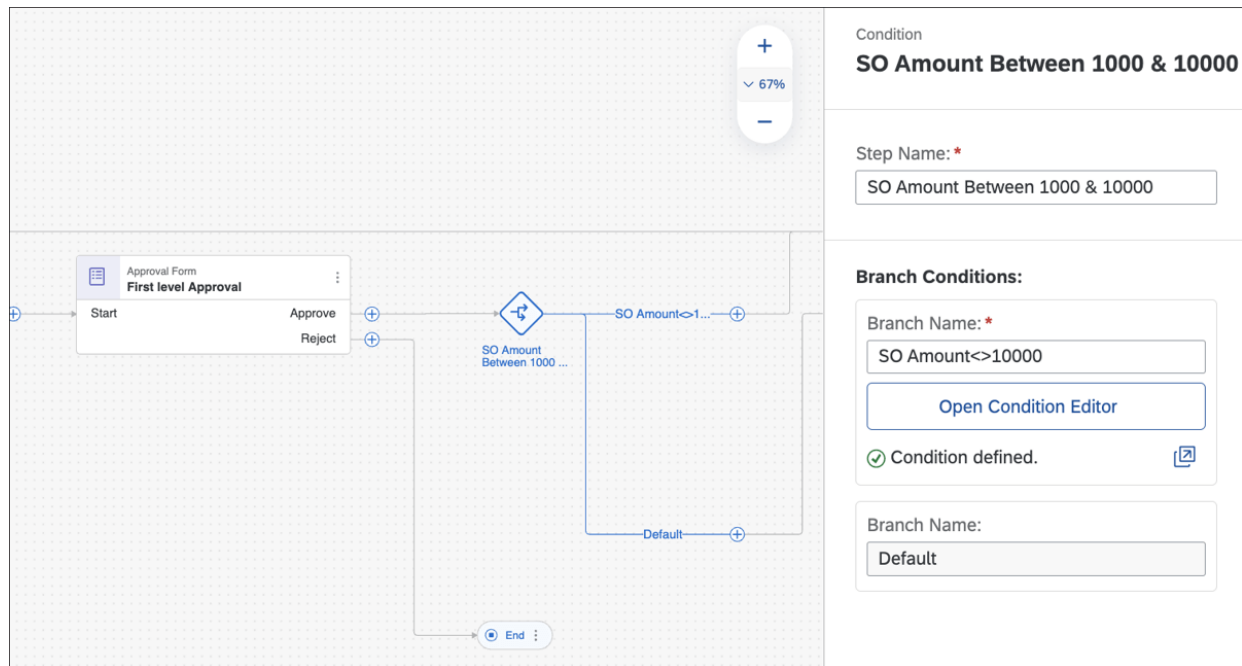 67%
Approval Form
First level Approval
Start
Approve
Reject
SO Amount
Between 1000 ...
SO Amount<>1...
Default
End
Condition
SO Amount Between 1000 & 10000
Step Name: *
SO Amount Between 1000 & 10000
Branch Conditions:
Branch Name: *
SO Amount<>10000
Open Condition Editor
Condition defined.
Branch Name:
Default